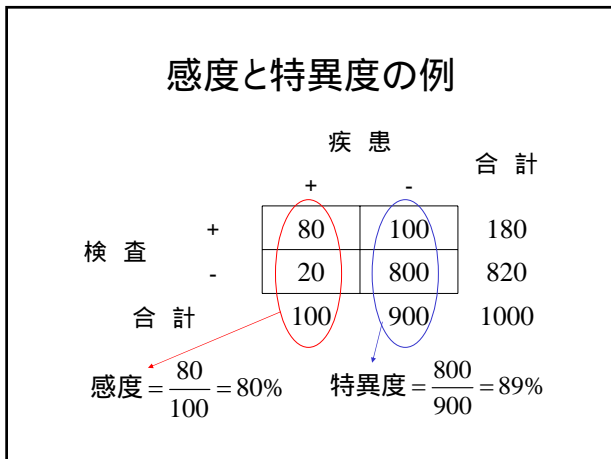 感度と特異度の例
疾 患
合 計
+ -
検 査
+ 80 100 180
- 20 800 820
合 計 100 900 1000
感度 = 80/100 = 80% 特異度 = 800/900 = 89%